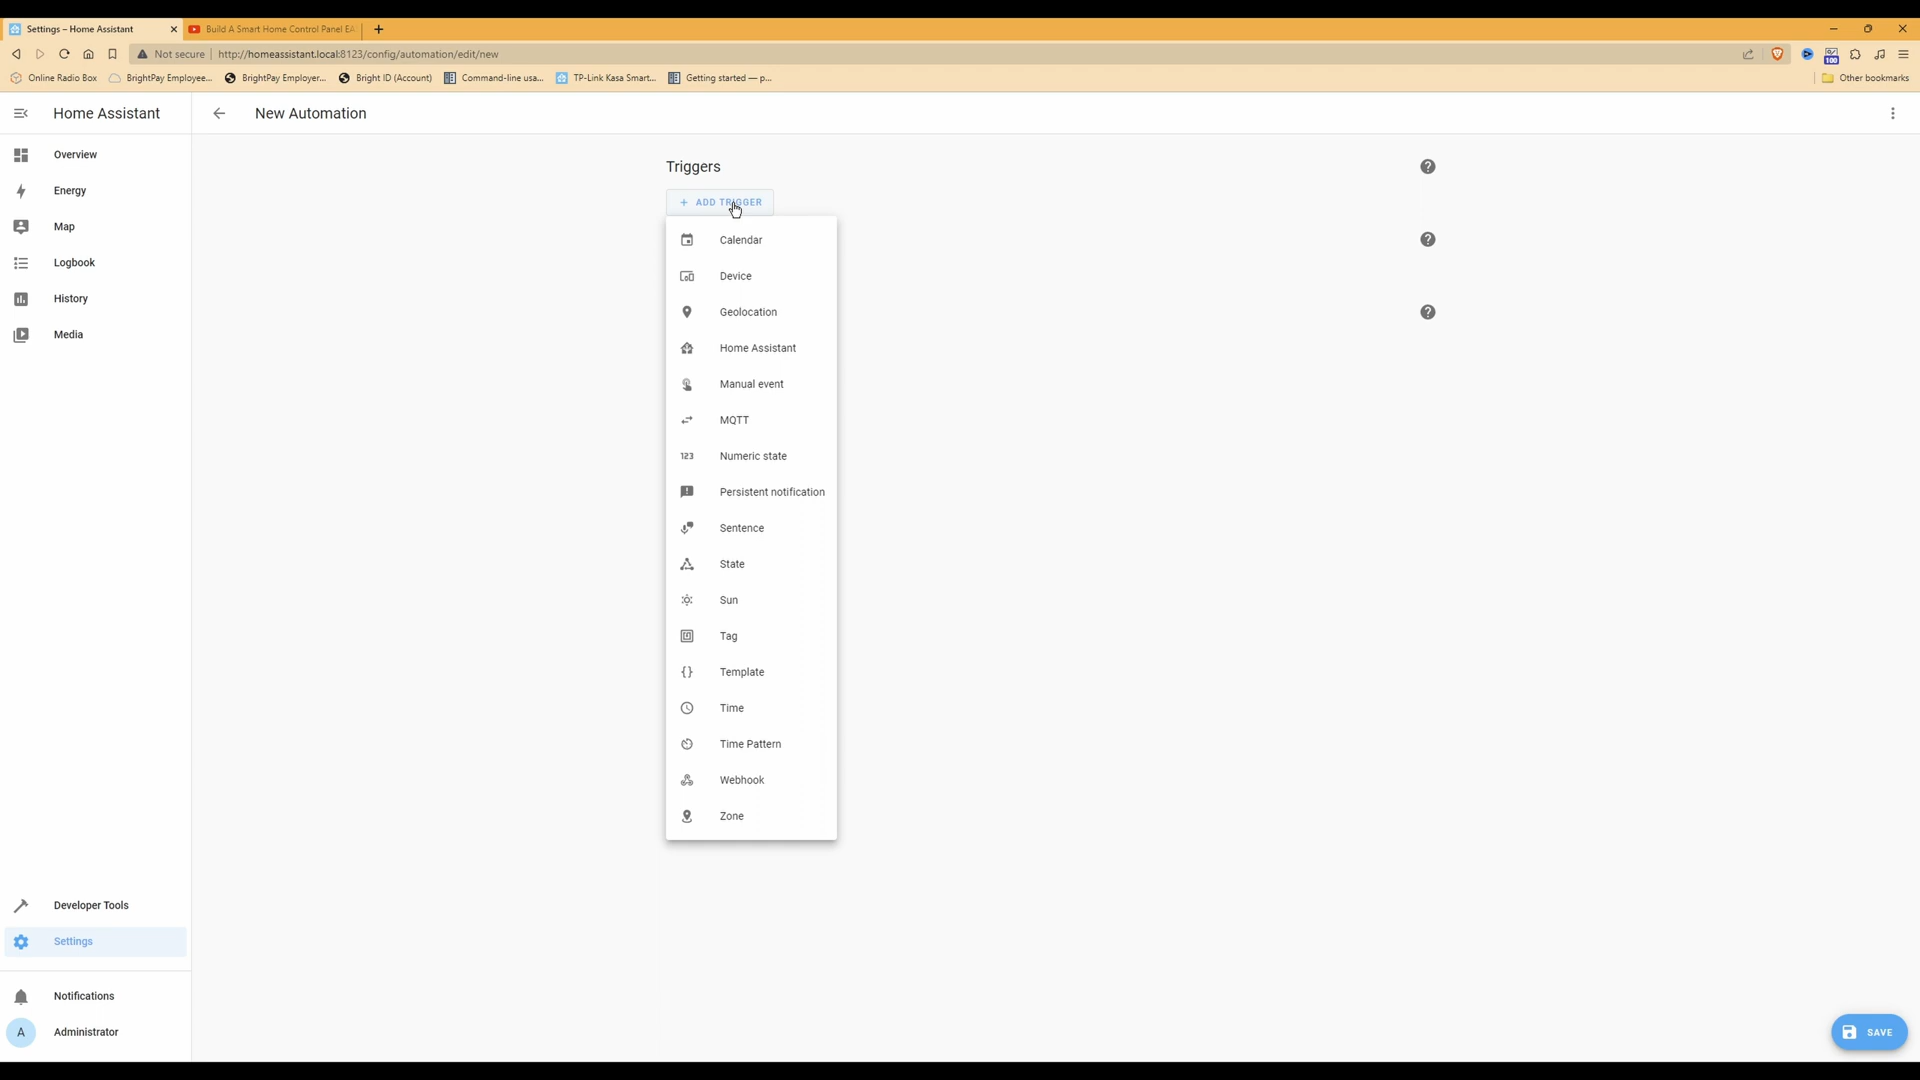 Settings – Home Assistant
Build A Smart Home Control Panel EA
Not secure
http://homeassistant.local:8123/config/automation/edit/new
100
Online Radio Box
BrightPay Employee...
BrightPay Employer...
Bright ID (Account)
Command-line usa...
TP-Link Kasa Smart...
Getting started — p...
Other bookmarks
Home Assistant
New Automation
Overview
Energy
Map
Logbook
History
Media
Developer Tools
Settings
Notifications
A
Administrator
Triggers
+ ADD TRIGGER
Calendar
Device
Geolocation
Home Assistant
Manual event
MQTT
123 Numeric state
Persistent notification
Sentence
State
Sun
Tag
{} Template
Time
Time Pattern
Webhook
Zone
SAVE